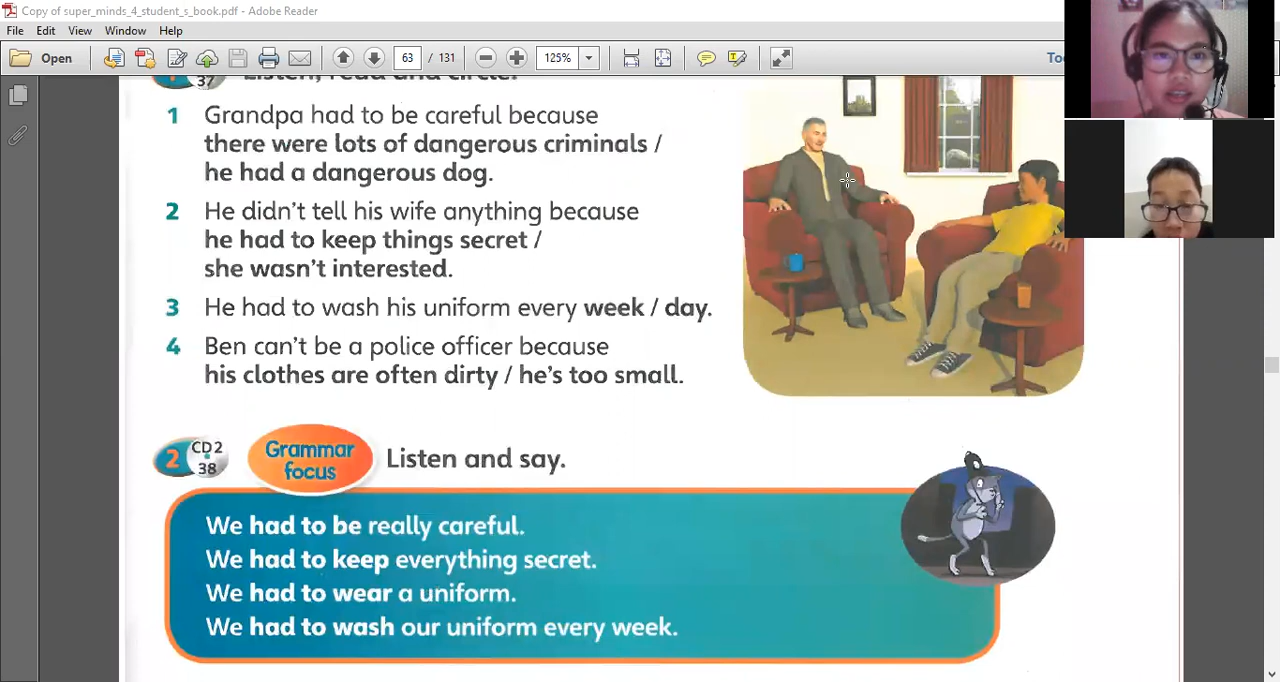 Copy of super_minds_4_student_s_book.pdf - Adobe Reader
File Edit View Window Help
Open 63 / 131 125%
37 Listen, read and circle.
1 Grandpa had to be careful because
there were lots of dangerous criminals /
he had a dangerous dog.
2 He didn't tell his wife anything because
he had to keep things secret /
she wasn't interested.
3 He had to wash his uniform every week / day.
4 Ben can't be a police officer because
his clothes are often dirty / he's too small.
2 CD2 38 Grammar focus Listen and say.
We had to be really careful.
We had to keep everything secret.
We had to wear a uniform.
We had to wash our uniform every week.